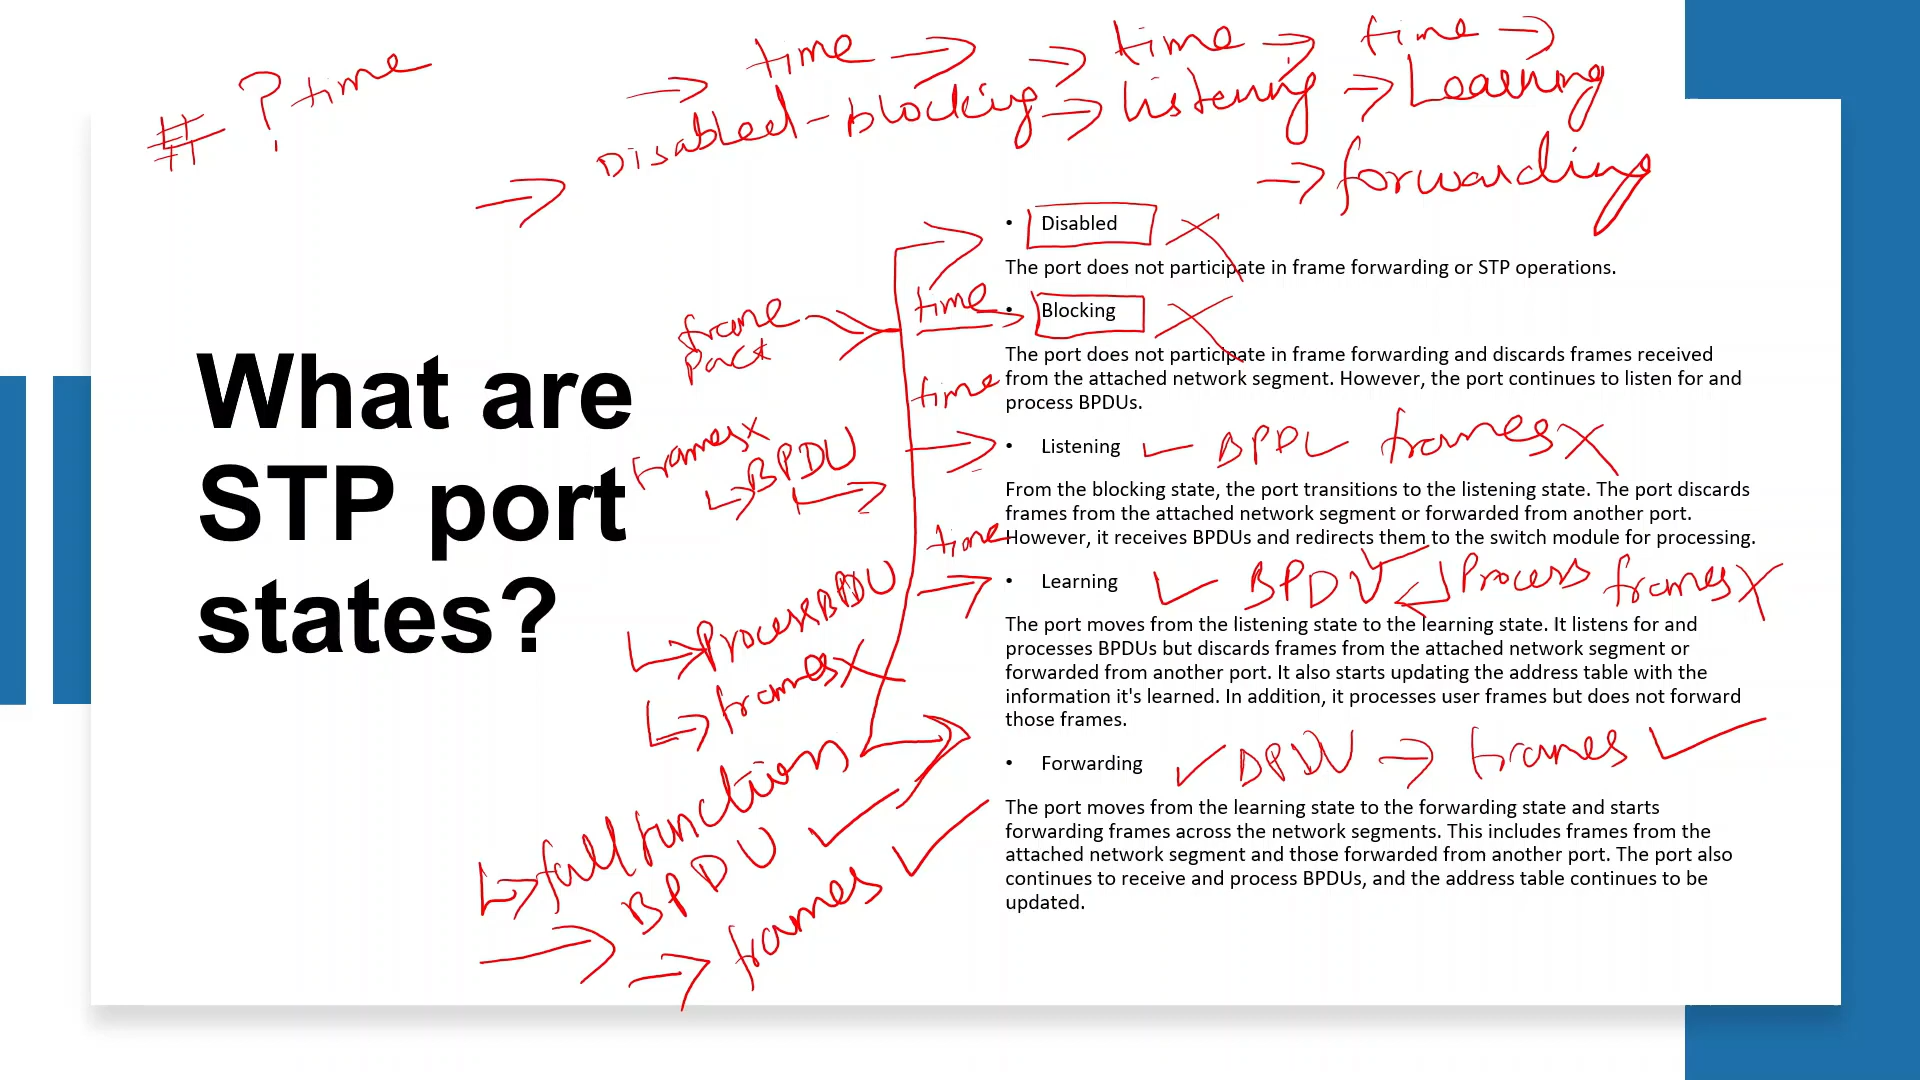 # ? time
time → → time → time →
→ Disabled - blocking → listening → Learning
→ → forwarding
What are
STP port
states?
• Disabled
The port does not participate in frame forwarding or STP operations.
frame
pact
time
• Blocking
The port does not participate in frame forwarding and discards frames received
from the attached network segment. However, the port continues to listen for and
process BPDUs.
time
frames x
BPDU
• Listening
BPDU frames X
From the blocking state, the port transitions to the listening state. The port discards
frames from the attached network segment or forwarded from another port.
However, it receives BPDUs and redirects them to the switch module for processing.
time
• Learning
BPDU Process frames X
The port moves from the listening state to the learning state. It listens for and
processes BPDUs but discards frames from the attached network segment or
forwarded from another port. It also starts updating the address table with the
information it's learned. In addition, it processes user frames but does not forward
those frames.
Process BPDU
frames X
• Forwarding
BPDU → frames
The port moves from the learning state to the forwarding state and starts
forwarding frames across the network segments. This includes frames from the
attached network segment and those forwarded from another port. The port also
continues to receive and process BPDUs, and the address table continues to be
updated.
full function
→ BPDU
→ frames